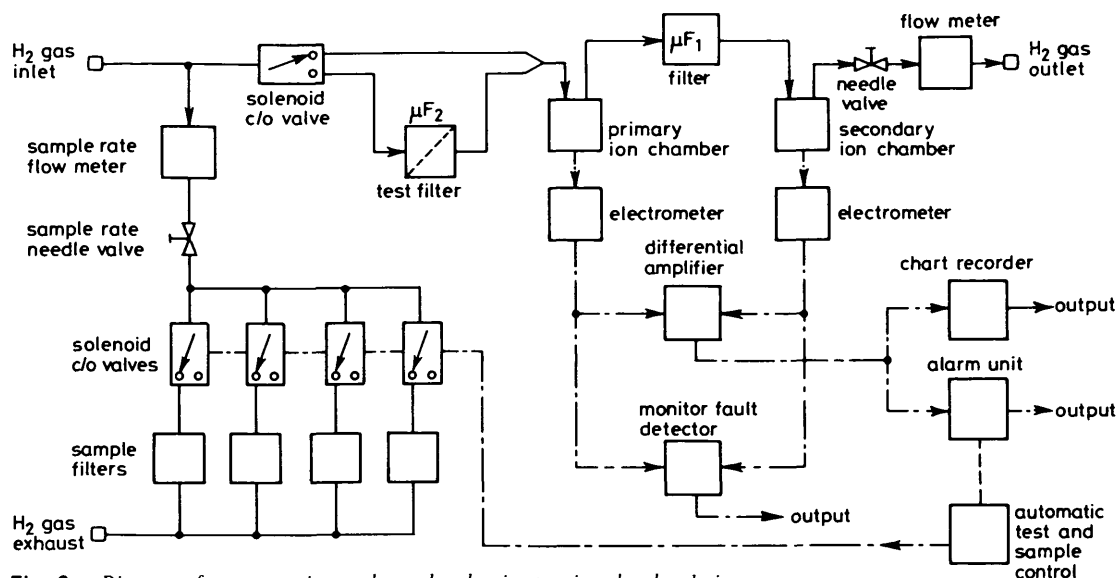 H₂ gas
inlet
solenoid
c/o valve
μF₂
test filter
μF₁
filter
flow meter
H₂ gas
outlet
needle
valve
primary
ion chamber
secondary
ion chamber
sample rate
flow meter
electrometer
electrometer
sample rate
needle valve
differential
amplifier
chart recorder
output
solenoid
c/o valves
alarm unit
output
monitor fault
detector
sample
filters
output
H₂ gas
exhaust
automatic
test and
sample
control